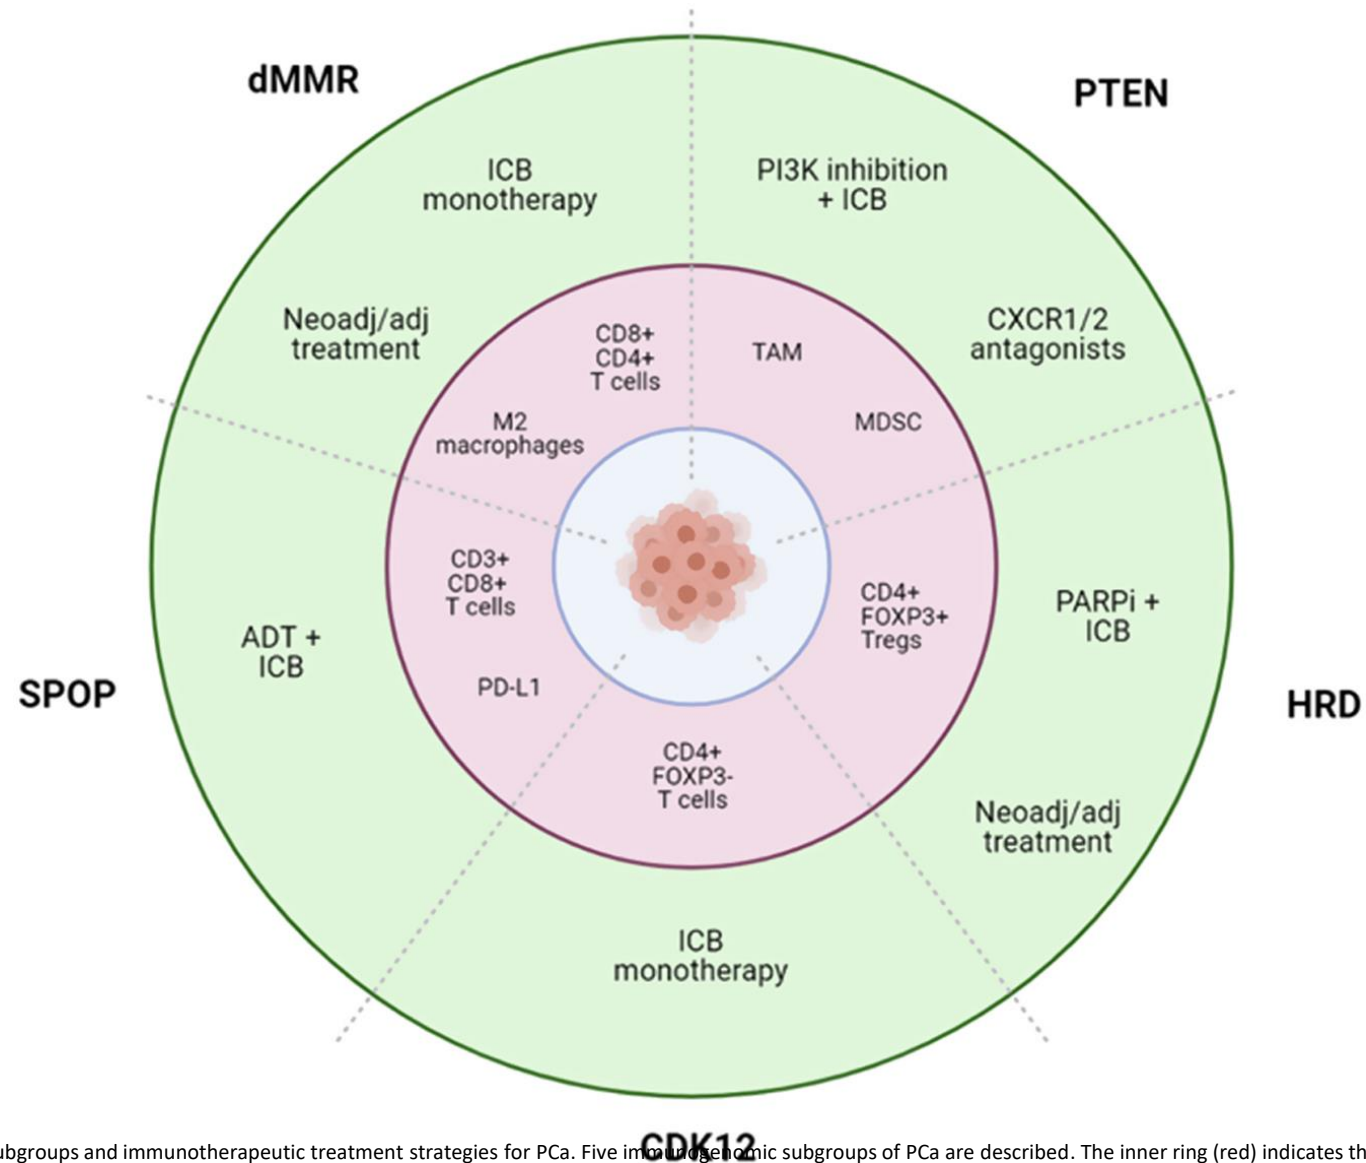 dMMR
PTEN
ICB
monotherapy
PI3K inhibition
+ ICB
Neoadj/adj
treatment
CXCR1/2
antagonists
CD8+
CD4+
T cells
TAM
M2
macrophages
MDSC
CD3+
CD8+
T cells
CD4+
FOXP3+
Tregs
PARPi +
ICB
ADT +
ICB
SPOP
PD-L1
HRD
CD4+
FOXP3-
T cells
Neoadj/adj
treatment
ICB
monotherapy
CDK12
ubgroups and immunotherapeutic treatment strategies for PCa. Five immunogenomic subgroups of PCa are described. The inner ring (red) indicates th